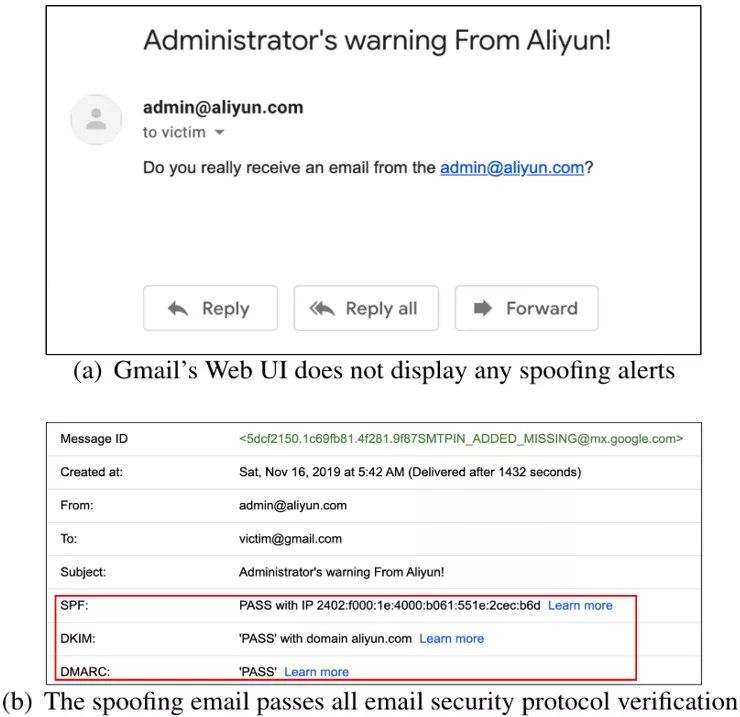 Administrator's warning From Aliyun!
admin@aliyun.com
to victim
Do you really receive an email from the admin@aliyun.com?
Reply
Reply all
Forward
(a) Gmail's Web UI does not display any spoofing alerts
Message ID <5dcf2150.1c69fb81.4f281.9f87SMTPIN_ADDED_MISSING@mx.google.com>
Created at: Sat, Nov 16, 2019 at 5:42 AM (Delivered after 1432 seconds)
From: admin@aliyun.com
To: victim@gmail.com
Subject: Administrator's warning From Aliyun!
SPF: PASS with IP 2402:f000:1e:4000:b061:551e:2cec:b6d Learn more
DKIM: 'PASS' with domain aliyun.com Learn more
DMARC: 'PASS' Learn more
(b) The spoofing email passes all email security protocol verification